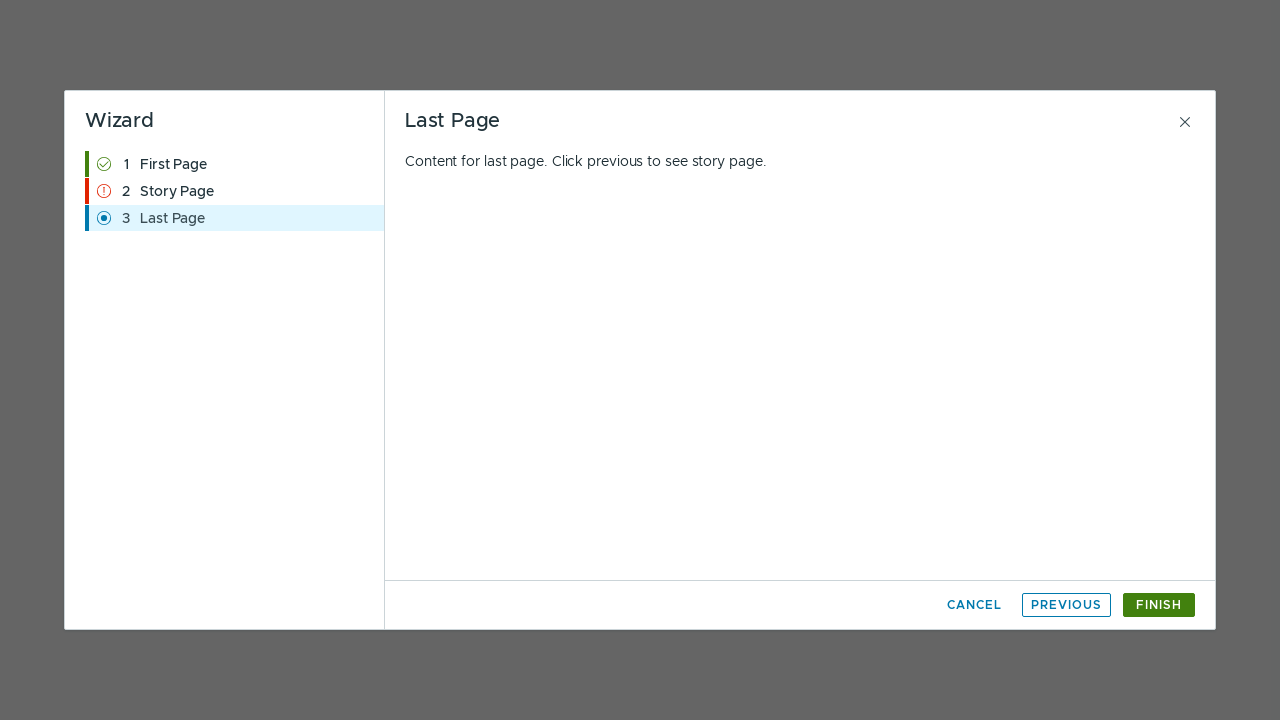 Wizard
1 First Page
2 Story Page
3 Last Page
Last Page
Content for last page. Click previous to see story page.
CANCEL PREVIOUS FINISH